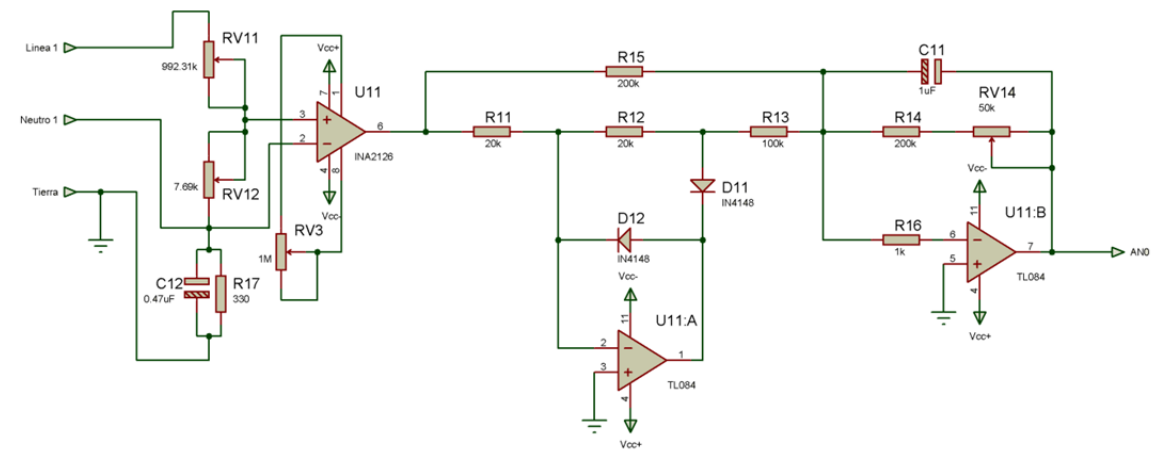 Linea 1
Neutro 1
Tierra
RV11
992.31k
RV12
7.69k
C12
0.47uF
R17
330
RV3
1M
Vcc+
7
1
U11
3
+
2
−
6
INA2126
4
8
Vcc-
R15
200k
R11
20k
R12
20k
R13
100k
D11
IN4148
D12
IN4148
Vcc-
11
U11:A
2
−
3
+
1
TL084
4
Vcc+
C11
1uF
R14
200k
RV14
50k
R16
1k
Vcc-
11
U11:B
6
−
5
+
7
TL084
4
Vcc+
AN0